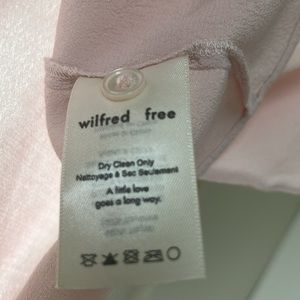 wilfred free
Dry Clean Only
Nettoyage à Sec Seulement
A little love
goes a long way.